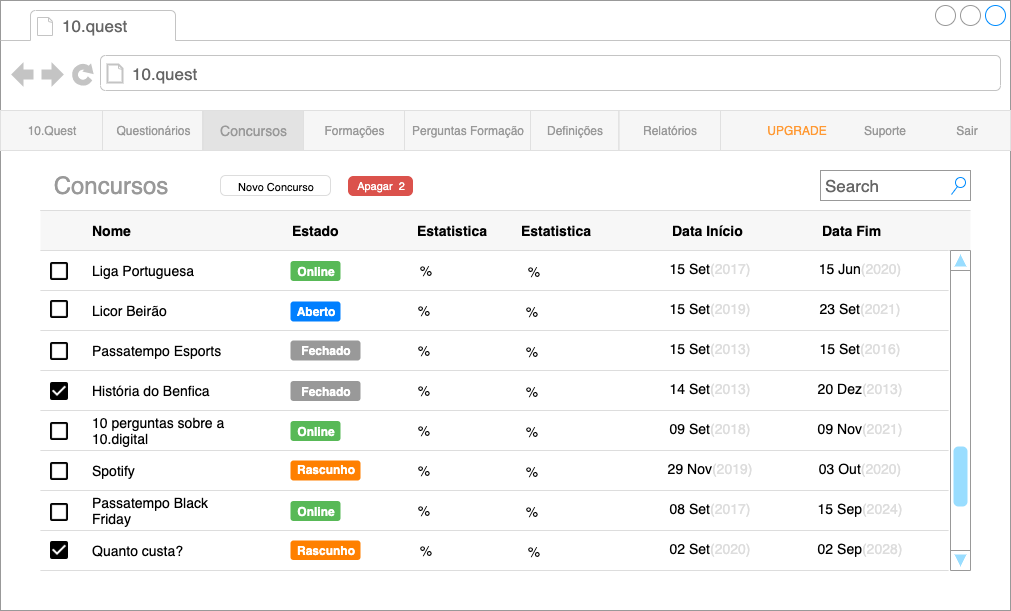 10.quest
10.quest
10.Quest Questionários Concursos Formações Perguntas Formação Definições Relatórios UPGRADE Suporte Sair
Concursos Novo Concurso Apagar 2 Search
Nome Estado Estatistica Estatistica Data Início Data Fim
Liga Portuguesa Online % % 15 Set(2017) 15 Jun(2020)
Licor Beirão Aberto % % 15 Set(2019) 23 Set(2021)
Passatempo Esports Fechado % % 15 Set(2013) 15 Set(2016)
História do Benfica Fechado % % 14 Set(2013) 20 Dez(2013)
10 perguntas sobre a
10.digital Online % % 09 Set(2018) 09 Nov(2021)
Spotify Rascunho % % 29 Nov(2019) 03 Out(2020)
Passatempo Black
Friday Online % % 08 Set(2017) 15 Sep(2024)
Quanto custa? Rascunho % % 02 Set(2020) 02 Sep(2028)